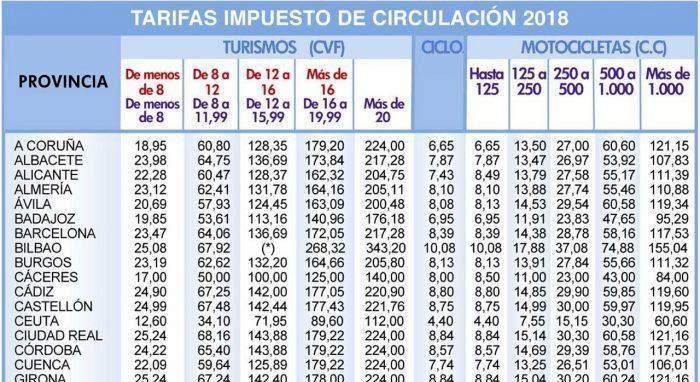 TARIFAS IMPUESTO DE CIRCULACIÓN 2018
TURISMOS (CVF) CICLO. MOTOCICLETAS (C.C)
PROVINCIA De menos de 8 De 8 a 12 De 12 a 16 Más de 16 Hasta 125 125 a 250 250 a 500 500 a 1.000 Más de 1.000
De menos de 8 De 8 a 11,99 De 12 a 15,99 De 16 a 19,99 Más de 20
A CORUÑA 18,95 60,80 128,35 179,20 224,00 6,65 6,65 13,50 27,00 60,60 121,15
ALBACETE 23,98 64,75 136,69 173,84 217,28 7,87 7,87 13,47 26,97 53,92 107,83
ALICANTE 22,28 60,47 128,37 162,32 204,75 7,43 8,49 13,79 27,58 55,17 111,39
ALMERÍA 23,12 62,41 131,78 164,16 205,11 8,10 8,10 13,88 27,74 55,46 110,88
ÁVILA 20,69 57,93 124,45 163,09 200,48 8,08 8,13 14,53 29,54 60,58 119,34
BADAJOZ 19,85 53,61 113,16 140,96 176,18 6,95 6,95 11,91 23,83 47,65 95,29
BARCELONA 23,47 64,06 136,69 172,05 217,28 8,39 8,39 14,38 28,78 58,16 117,53
BILBAO 25,08 67,92 (*) 268,32 343,20 10,08 10,08 17,88 37,08 74,88 155,04
BURGOS 23,19 62,62 132,20 164,66 205,80 8,13 8,13 13,91 27,84 55,66 111,32
CÁCERES 17,00 50,00 100,00 125,00 140,00 8,00 8,50 11,00 23,00 43,00 84,00
CÁDIZ 24,90 67,25 142,00 177,05 220,90 8,80 8,80 14,85 29,90 59,85 119,60
CASTELLÓN 24,99 67,48 142,44 177,43 221,76 8,75 8,75 14,99 30,00 59,97 119,95
CEUTA 12,60 34,10 71,95 89,60 112,00 4,40 4,40 7,55 15,15 30,30 60,60
CIUDAD REAL 25,24 68,16 143,88 179,22 224,00 8,84 8,84 15,14 30,30 60,58 121,16
CÓRDOBA 24,22 65,40 143,88 179,22 224,00 8,57 8,57 14,69 29,39 58,76 117,53
CUENCA 22,09 59,64 125,89 179,22 224,00 7,74 7,74 13,25 26,51 53,01 106,01
GIRONA 25,24 67,24 142,40 178,00 224,00 8,84 8,84 15,04 30,20 60,24 121,16